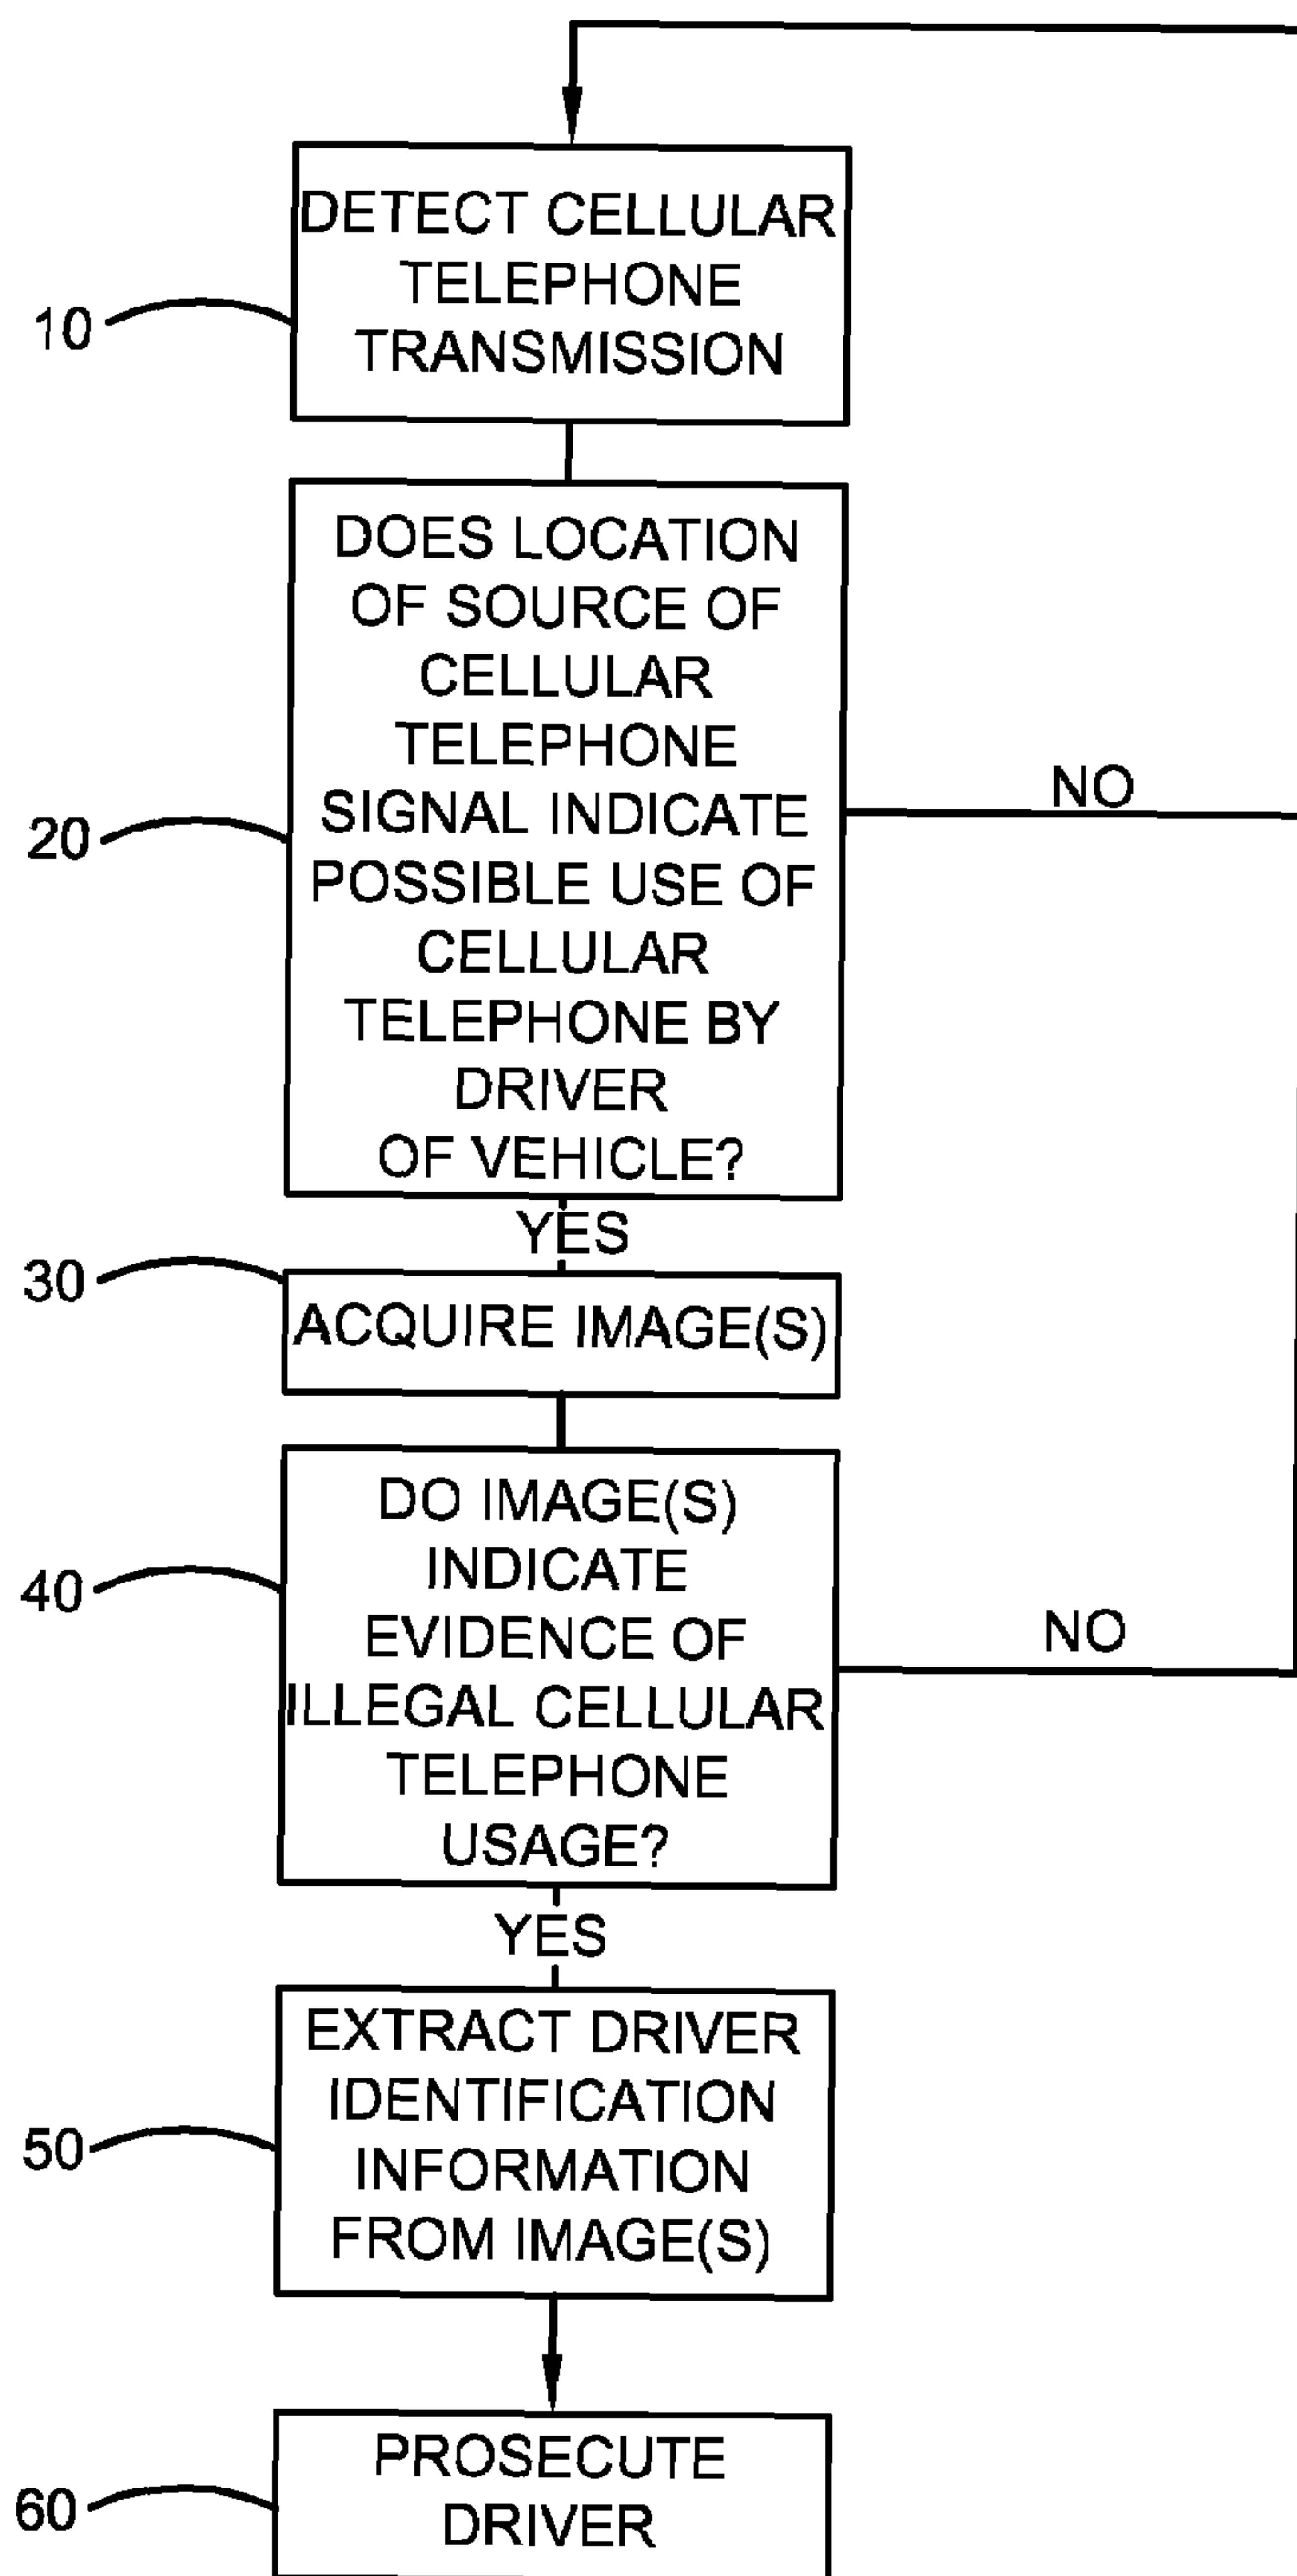 DETECT CELLULAR
TELEPHONE
TRANSMISSION
10
DOES LOCATION
OF SOURCE OF
CELLULAR
TELEPHONE
SIGNAL INDICATE
POSSIBLE USE OF
CELLULAR
TELEPHONE BY
DRIVER
OF VEHICLE?
20
NO
YES
30
ACQUIRE IMAGE(S)
DO IMAGE(S)
INDICATE
EVIDENCE OF
ILLEGAL CELLULAR
TELEPHONE
USAGE?
40
NO
YES
EXTRACT DRIVER
IDENTIFICATION
INFORMATION
FROM IMAGE(S)
50
PROSECUTE
DRIVER
60